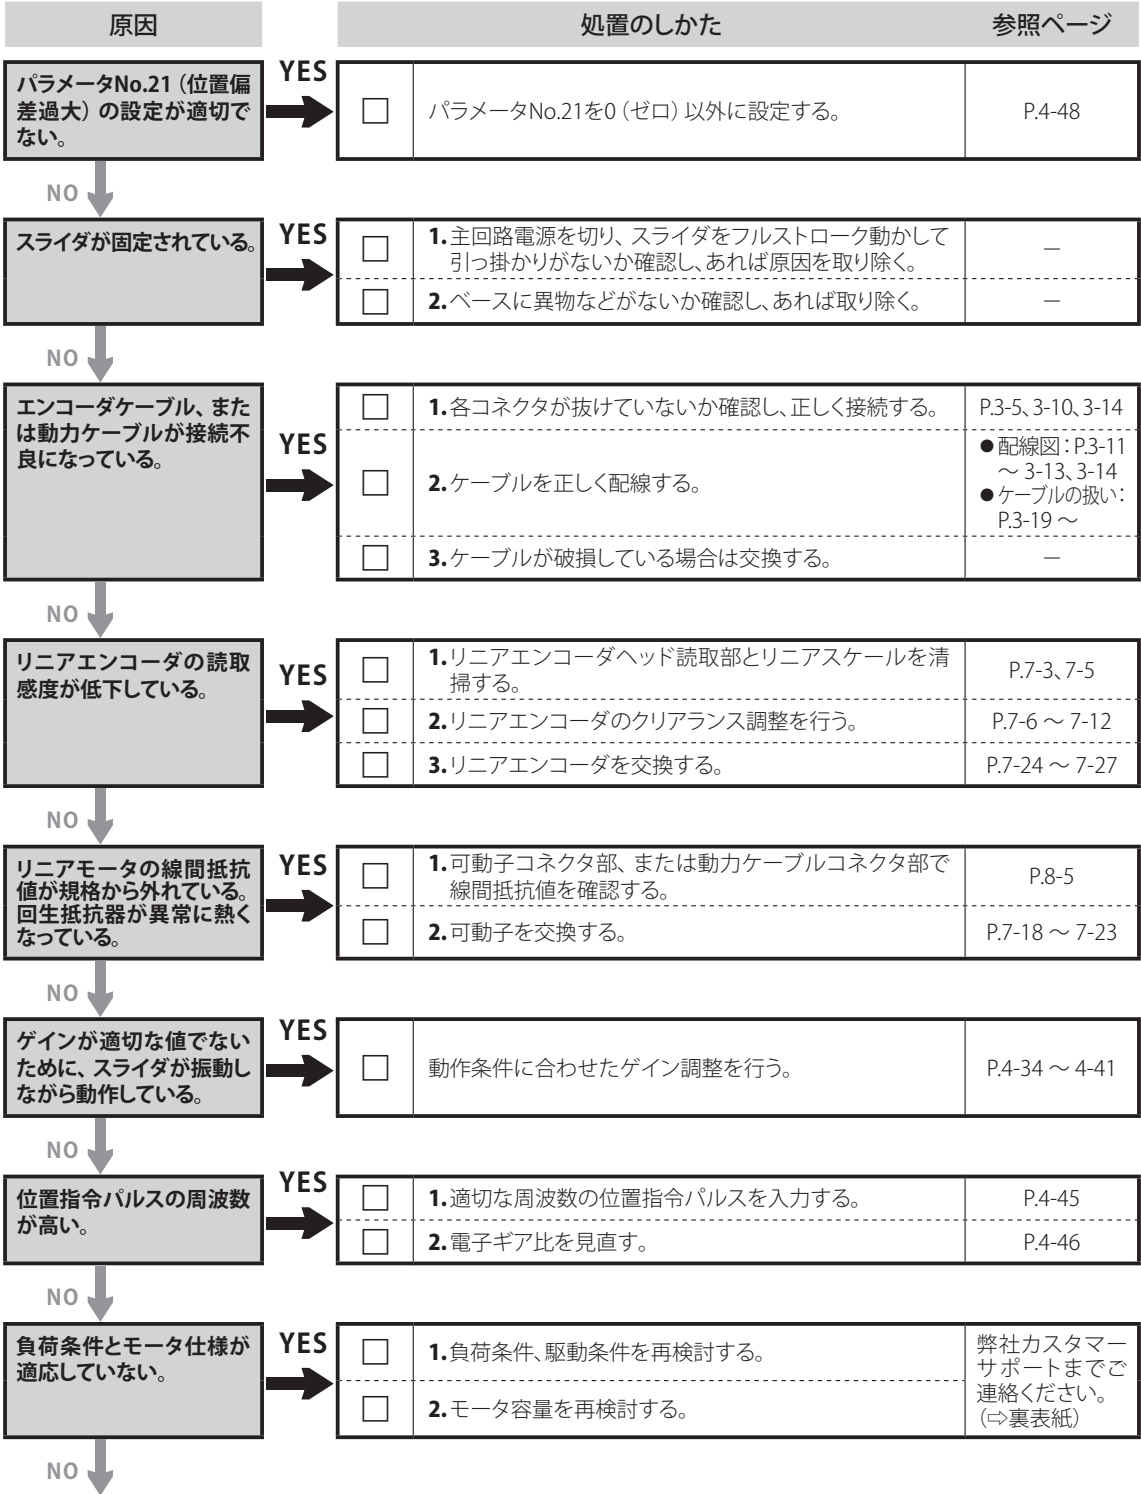 原因
処置のしかた
参照ページ
パラメータNo.21（位置偏
差過大）の設定が適切で
ない。
YES
□
パラメータNo.21を0（ゼロ）以外に設定する。
P.4-48
NO
スライダが固定されている。
YES
□
1.主回路電源を切り、スライダをフルストローク動かして
引っ掛かりがないか確認し、あれば原因を取り除く。
－
□
2.ベースに異物などがないか確認し、あれば取り除く。
－
NO
エンコーダケーブル、また
は動力ケーブルが接続不
良になっている。
YES
□
1.各コネクタが抜けていないか確認し、正しく接続する。
P.3-5、3-10、3-14
□
2.ケーブルを正しく配線する。
●配線図：P.3-11
～ 3-13、3-14
●ケーブルの扱い：
P.3-19 ～
□
3.ケーブルが破損している場合は交換する。
－
NO
リニアエンコーダの読取
感度が低下している。
YES
□
1.リニアエンコーダヘッド読取部とリニアスケールを清
掃する。
P.7-3、7-5
□
2.リニアエンコーダのクリアランス調整を行う。
P.7-6 ～ 7-12
□
3.リニアエンコーダを交換する。
P.7-24 ～ 7-27
NO
リニアモータの線間抵抗
値が規格から外れている。
回生抵抗器が異常に熱く
なっている。
YES
□
1.可動子コネクタ部、または動力ケーブルコネクタ部で
線間抵抗値を確認する。
P.8-5
□
2.可動子を交換する。
P.7-18 ～ 7-23
NO
ゲインが適切な値でない
ために、スライダが振動し
ながら動作している。
YES
□
動作条件に合わせたゲイン調整を行う。
P.4-34 ～ 4-41
NO
位置指令パルスの周波数
が高い。
YES
□
1.適切な周波数の位置指令パルスを入力する。
P.4-45
□
2.電子ギア比を見直す。
P.4-46
NO
負荷条件とモータ仕様が
適応していない。
YES
□
1.負荷条件、駆動条件を再検討する。
□
2.モータ容量を再検討する。
弊社カスタマー
サポートまでご
連絡ください。
（⇨裏表紙）
NO